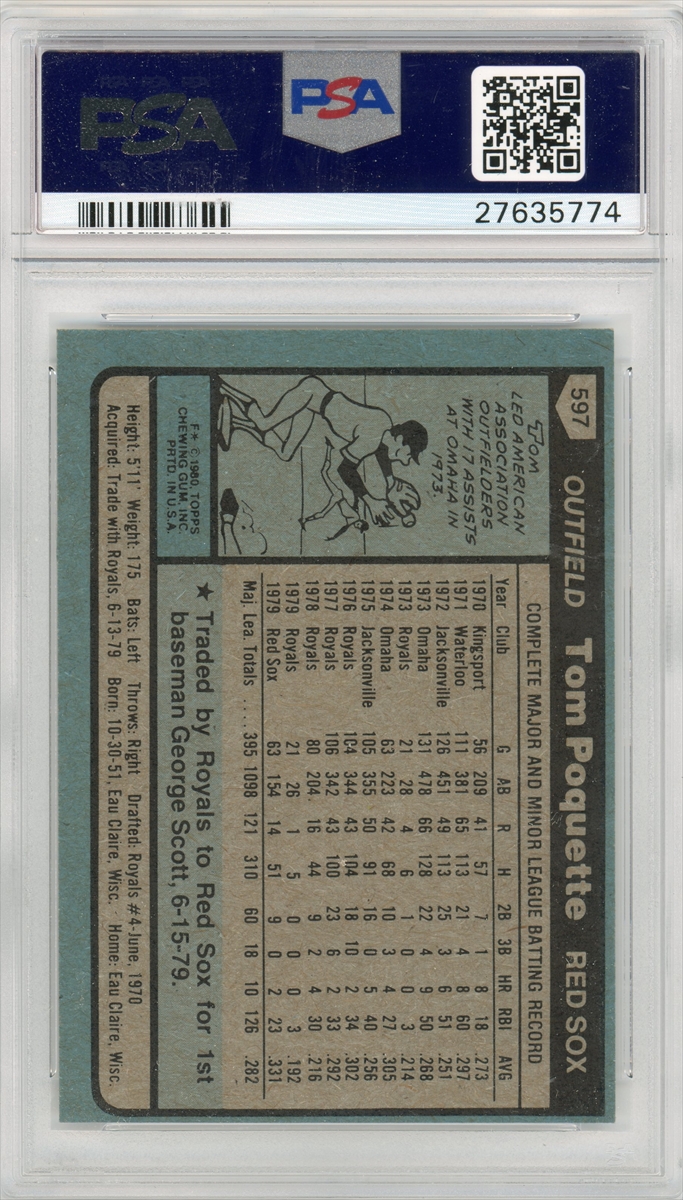 PSA
PSA
27635774
597
OUTFIELD Tom Poquette RED SOX
TOM
LED AMERICAN
ASSOCIATION
OUTFIELDERS
WITH 17 ASSISTS
AT OMAHA IN
1973.
F* © 1980, TOPPS
CHEWING GUM, INC.
PRTD. IN U.S.A.
COMPLETE MAJOR AND MINOR LEAGUE BATTING RECORD
Year Club G AB R H 2B 3B HR RBI AVG
1970 Kingsport 56 209 41 57 7 1 8 18 .273
1971 Waterloo 111 381 65 113 21 4 8 60 .297
1972 Jacksonville 126 451 49 113 25 3 6 51 .251
1973 Omaha 131 478 66 128 22 4 9 50 .268
1973 Royals 21 28 4 6 1 0 0 3 .214
1974 Omaha 63 223 42 68 10 3 4 27 .305
1975 Jacksonville 105 355 50 91 16 0 5 40 .256
1976 Royals 104 344 43 104 18 10 2 34 .302
1977 Royals 106 342 43 100 23 6 2 33 .292
1978 Royals 80 204 16 44 9 2 4 30 .216
1979 Royals 21 26 1 5 0 0 0 3 .192
1979 Red Sox 63 154 14 51 9 0 2 23 .331
Maj. Lea. Totals .... 395 1098 121 310 60 18 10 126 .282
★ Traded by Royals to Red Sox for 1st
baseman George Scott, 6-15-79.
Height: 5'11" Weight: 175 Bats: Left Throws: Right Drafted: Royals #4-June, 1970
Acquired: Trade with Royals, 6-13-79 Born: 10-30-51, Eau Claire, Wisc. · Home: Eau Claire, Wisc.